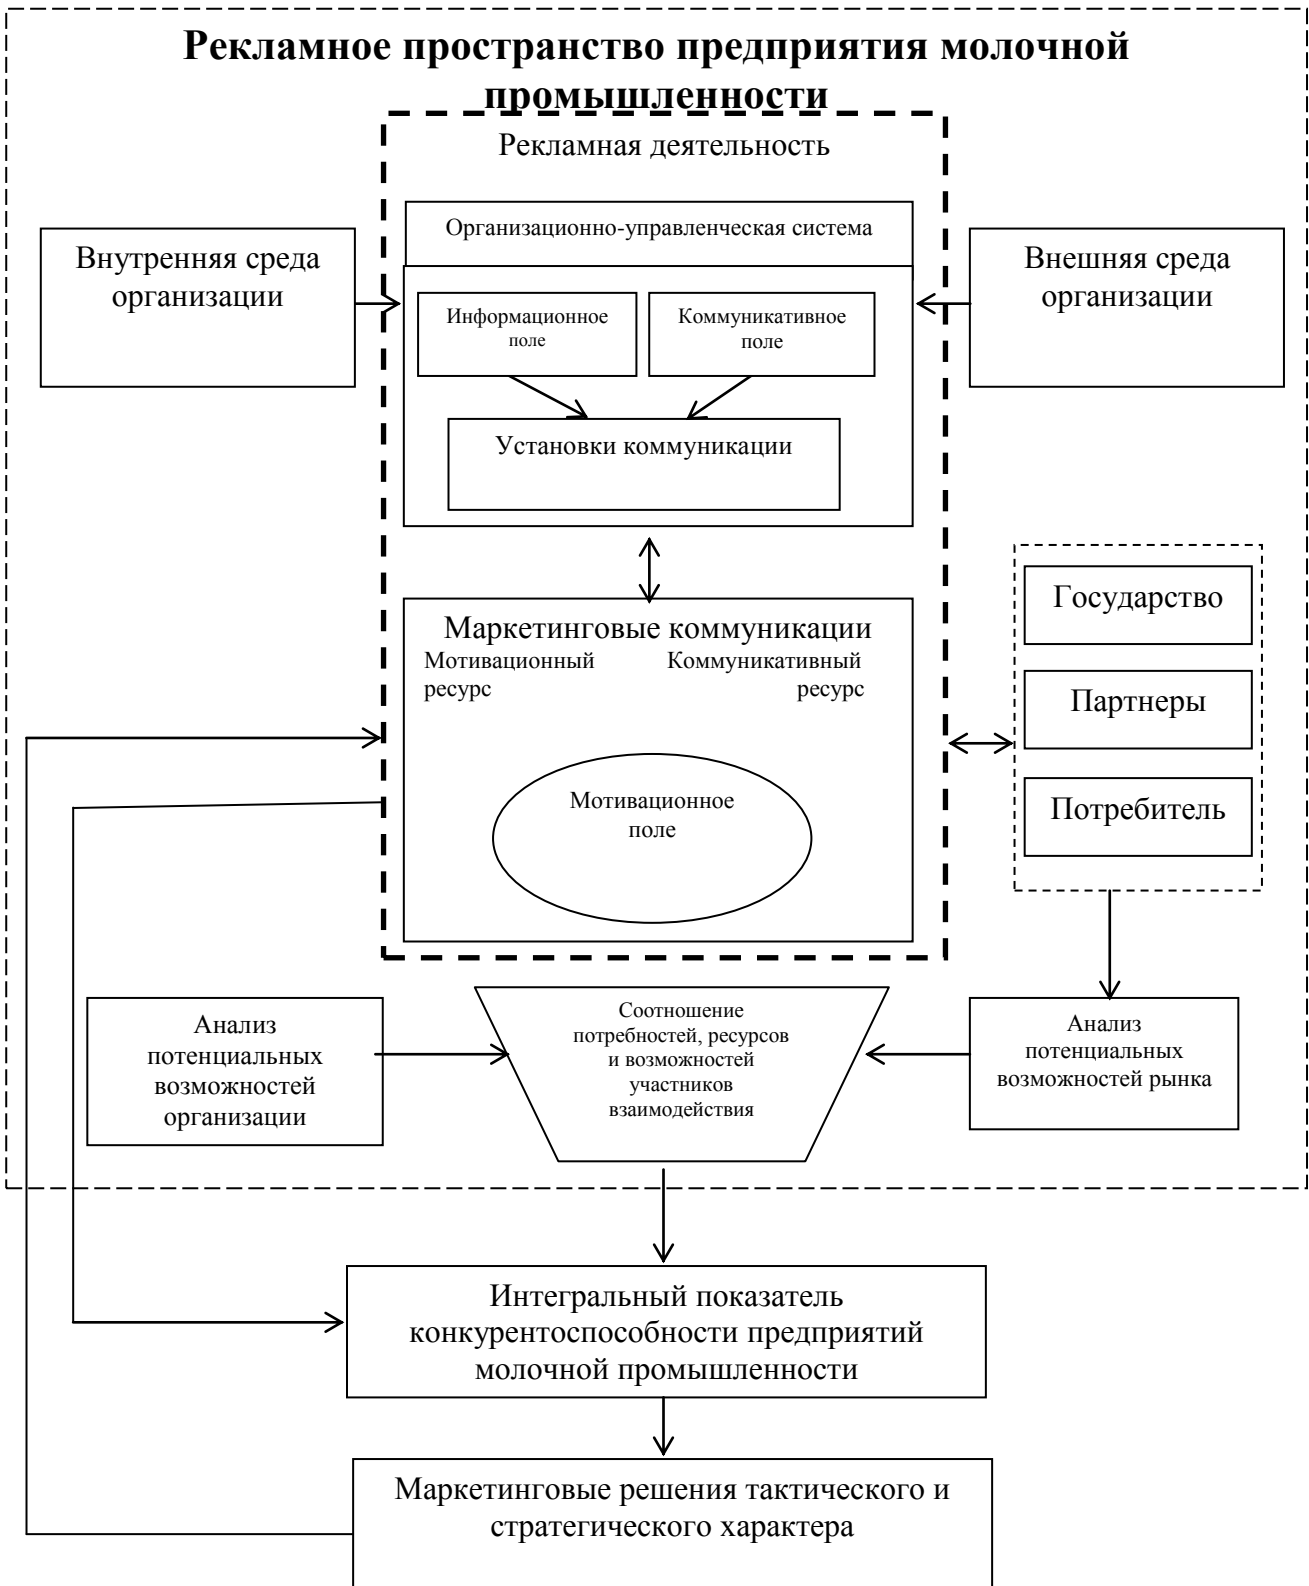 Рекламное пространство предприятия молочной
промышленности
Рекламная деятельность
Организационно-управленческая система
Внутренняя среда
организации
Внешняя среда
организации
Информационное
поле
Коммуникативное
поле
Установки коммуникации
Маркетинговые коммуникации
Мотивационный
ресурс
Коммуникативный
ресурс
Мотивационное
поле
Государство
Партнеры
Потребитель
Анализ
потенциальных
возможностей
организации
Соотношение
потребностей, ресурсов
и возможностей
участников
взаимодействия
Анализ
потенциальных
возможностей рынка
Интегральный показатель
конкурентоспособности предприятий
молочной промышленности
Маркетинговые решения тактического и
стратегического характера